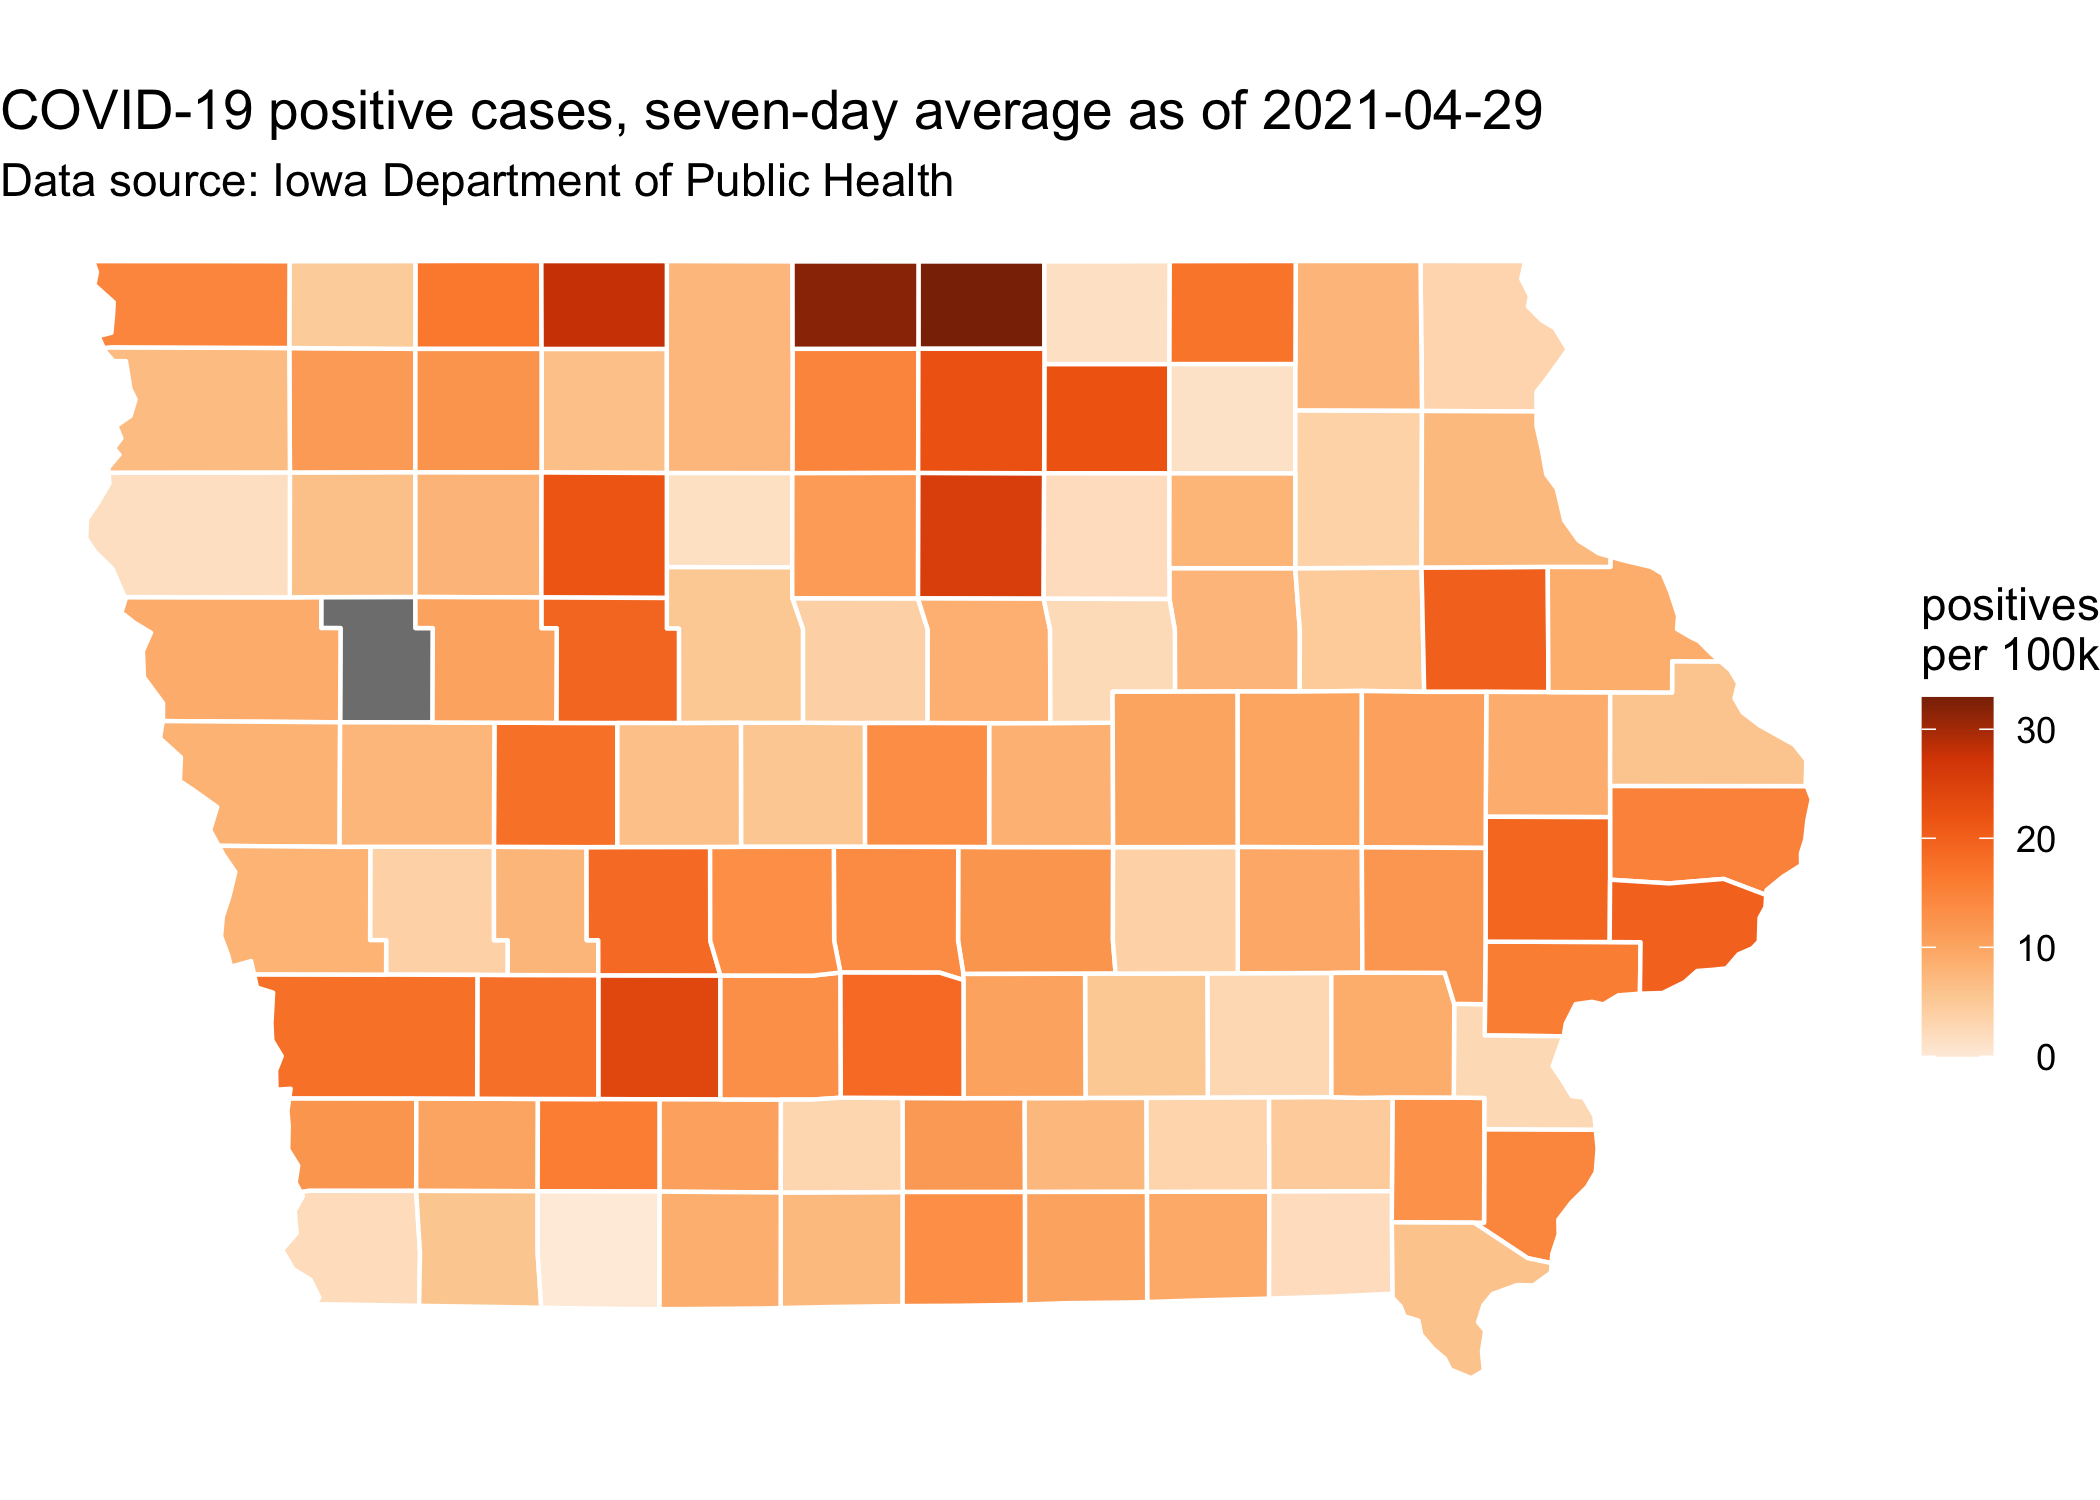 COVID-19 positive cases, seven-day average as of 2021-04-29
Data source: Iowa Department of Public Health
positives
per 100k
30
20
10
0